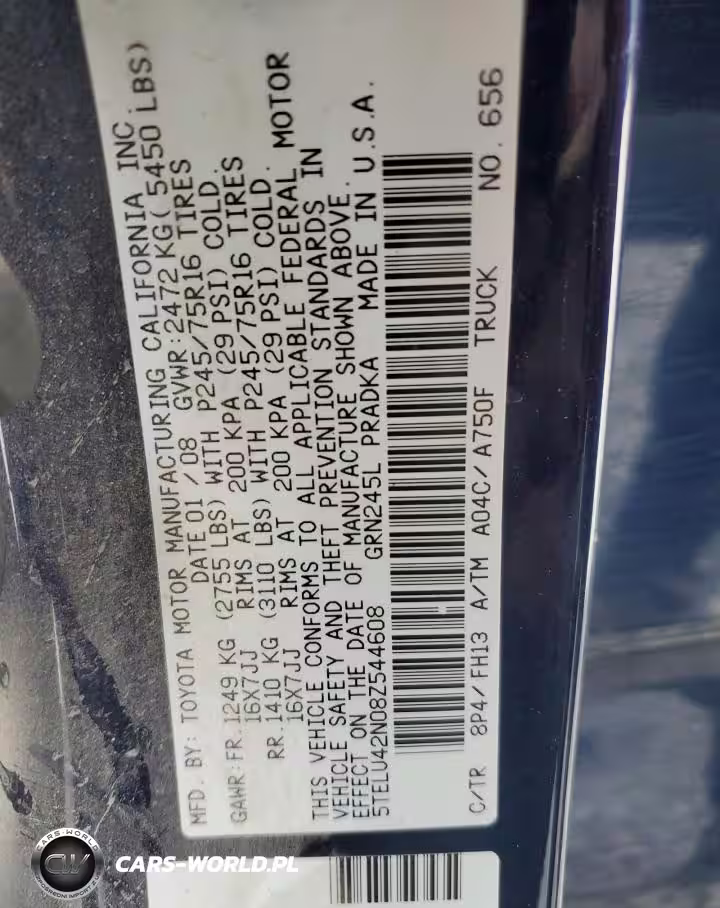 MFD. BY: TOYOTA MOTOR MANUFACTURING CALIFORNIA INC.
DATE 01 / 08 GVWR: 2472 KG( 5450 LBS)
GAWR: FR. 1249 KG (2755 LBS) WITH P245/75R16 TIRES
16X7JJ RIMS AT 200 KPA (29 PSI) COLD.
RR. 1410 KG (3110 LBS) WITH P245/75R16 TIRES
16X7JJ RIMS AT 200 KPA (29 PSI) COLD.
THIS VEHICLE CONFORMS TO ALL APPLICABLE FEDERAL MOTOR
VEHICLE SAFETY AND THEFT PREVENTION STANDARDS IN
EFFECT ON THE DATE OF MANUFACTURE SHOWN ABOVE.
5TELU42N08Z544608 GRN245L PRADKA MADE IN U.S.A.
C/TR 8P4/ FH13 A/TM A04C/ A750F TRUCK NO. 656
CARS-WORLD
CW
CARS-WORLD.PL